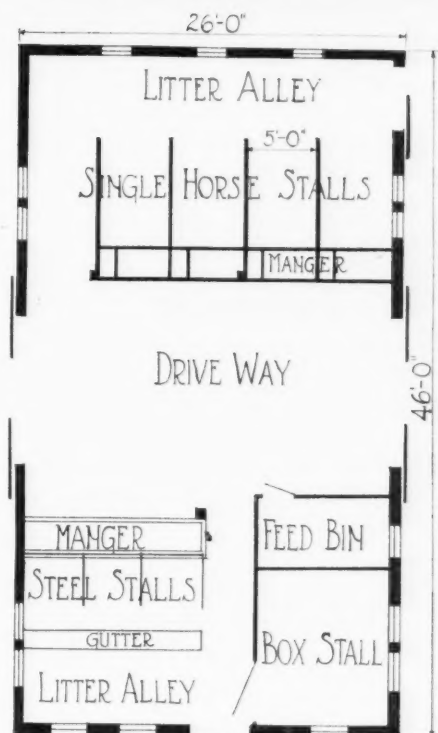 26'-0"
LITTER ALLEY
5'-0"
SINGLE HORSE STALLS
MANGER
DRIVE WAY
46'-0"
MANGER
FEED BIN
STEEL STALLS
GUTTER
BOX STALL
LITTER ALLEY